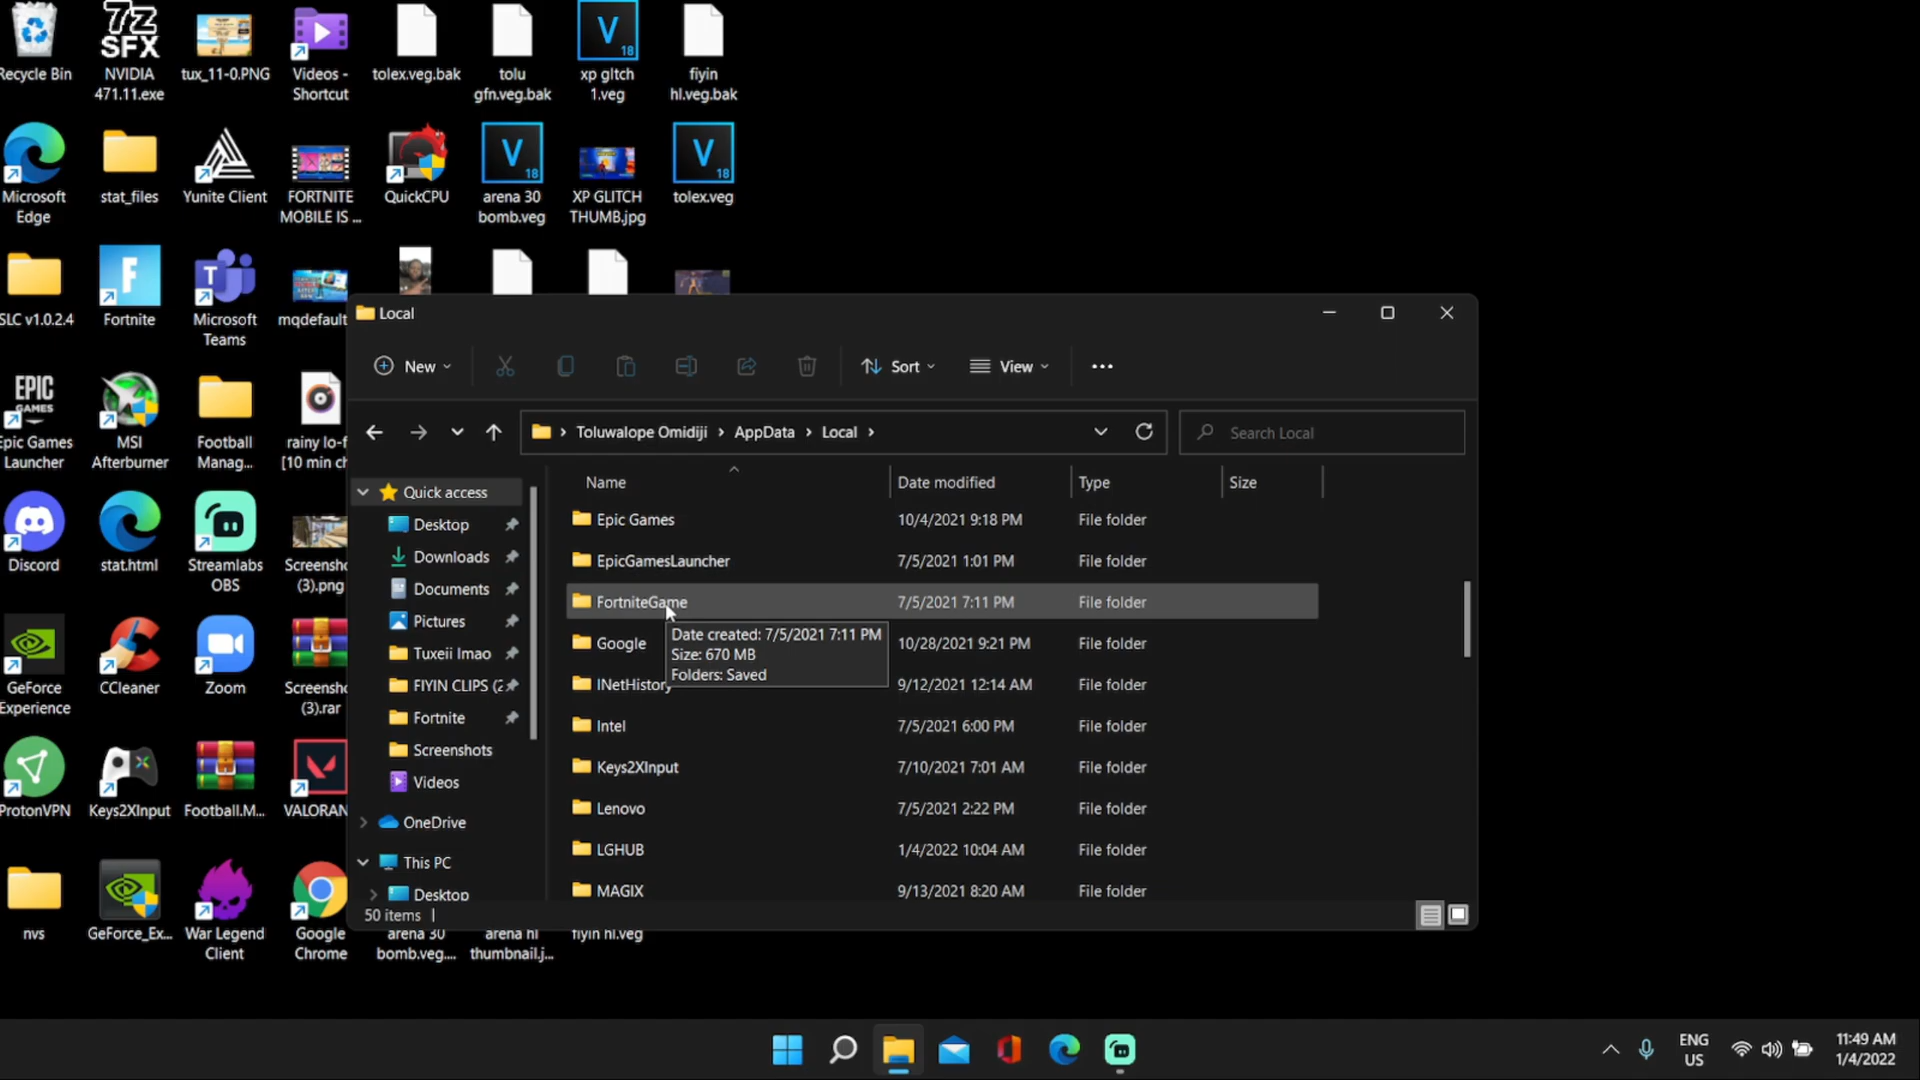 7z
SFX
Recycle Bin
NVIDIA
471.11.exe
tux_11-0.PNG
Videos -
Shortcut
tolex.veg.bak
tolu
gfn.veg.bak
V
18
xp gltch
1.veg
fiyin
hl.veg.bak
Microsoft
Edge
stat_files
Yunite Client
FORTNITE
MOBILE IS ...
QuickCPU
V
18
arena 30
bomb.veg
XP GLITCH
THUMB.jpg
V
18
tolex.veg
SLC v1.0.2.4
F
Fortnite
Microsoft
Teams
mqdefault
EPIC
GAMES
Epic Games
Launcher
MSI
Afterburner
Football
Manag...
rainy lo-f
[10 min ch
Discord
stat.html
Streamlabs
OBS
Screensho
(3).png
GeForce
Experience
CCleaner
Zoom
Screensho
(3).rar
ProtonVPN
Keys2XInput
Football.M...
VALORAN
nvs
GeForce_Ex...
War Legend
Client
Google
Chrome
arena 30
bomb.veg....
arena hl
thumbnail.j...
fiyin hl.veg
Local
New
Sort
View
Toluwalope Omidiji > AppData > Local >
Search Local
Quick access
Desktop
Downloads
Documents
Pictures
Tuxeii lmao
FIYIN CLIPS (2
Fortnite
Screenshots
Videos
OneDrive
This PC
Desktop
Name Date modified Type Size
Epic Games 10/4/2021 9:18 PM File folder
EpicGamesLauncher 7/5/2021 1:01 PM File folder
FortniteGame 7/5/2021 7:11 PM File folder
Google 10/28/2021 9:21 PM File folder
INetHistory 9/12/2021 12:14 AM File folder
Intel 7/5/2021 6:00 PM File folder
Keys2XInput 7/10/2021 7:01 AM File folder
Lenovo 7/5/2021 2:22 PM File folder
LGHUB 1/4/2022 10:04 AM File folder
MAGIX 9/13/2021 8:20 AM File folder
Date created: 7/5/2021 7:11 PM
Size: 670 MB
Folders: Saved
50 items
ENG
US
11:49 AM
1/4/2022